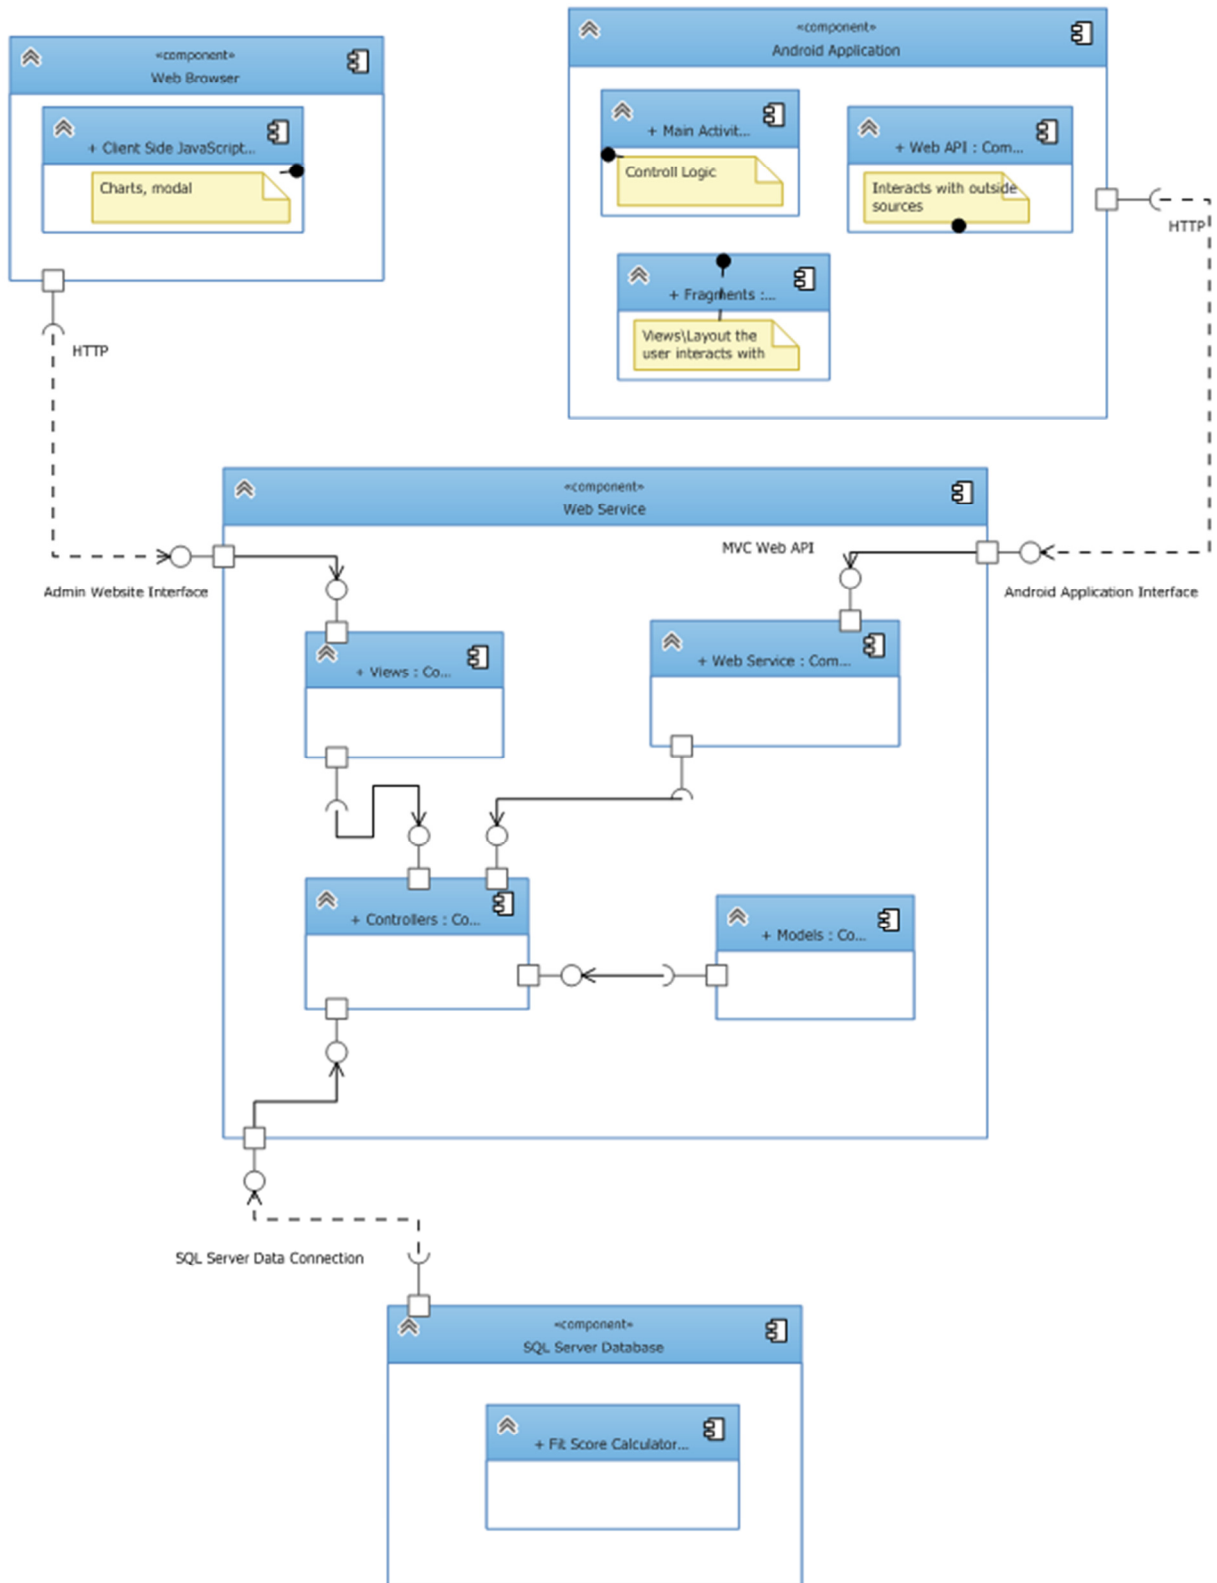 «component»
Web Browser
+ Client Side JavaScript...
Charts, modal
HTTP
«component»
Android Application
+ Main Activit...
Controll Logic
+ Web API : Com...
Interacts with outside
sources
+ Fragments :...
Views\Layout the
user interacts with
HTTP
«component»
Web Service
MVC Web API
Admin Website Interface
Android Application Interface
+ Views : Co...
+ Web Service : Com...
+ Controllers : Co...
+ Models : Co...
SQL Server Data Connection
«component»
SQL Server Database
+ Fit Score Calculator...